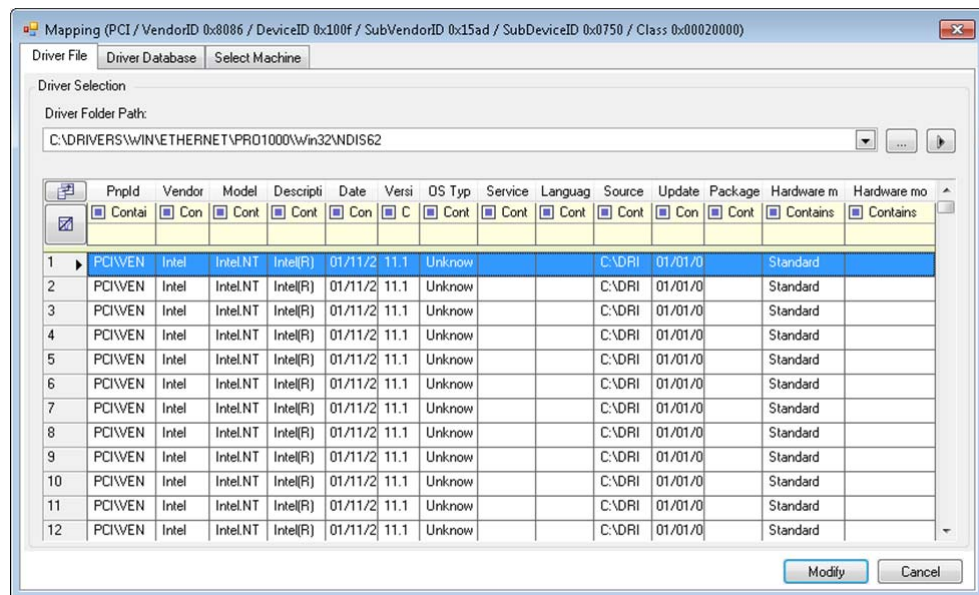 Mapping (PCI / VendorID 0x8086 / DeviceID 0x100f / SubVendorID 0x15ad / SubDeviceID 0x0750 / Class 0x00020000)
Driver File Driver Database Select Machine
Driver Selection
Driver Folder Path:
C:\DRIVERS\WIN\ETHERNET\PRO1000\Win32\NDIS62 ...
PnpId Vendor Model Descripti Date Versi OS Typ Service Languag Source Update Package Hardware m Hardware mo
Contai Con Cont Cont Con C Cont Cont Cont Cont Con Cont Contains Contains
1 PCI\VEN Intel Intel.NT Intel(R) 01/11/2 11.1 Unknow C:\DRI 01/01/0 Standard
2 PCI\VEN Intel Intel.NT Intel(R) 01/11/2 11.1 Unknow C:\DRI 01/01/0 Standard
3 PCI\VEN Intel Intel.NT Intel(R) 01/11/2 11.1 Unknow C:\DRI 01/01/0 Standard
4 PCI\VEN Intel Intel.NT Intel(R) 01/11/2 11.1 Unknow C:\DRI 01/01/0 Standard
5 PCI\VEN Intel Intel.NT Intel(R) 01/11/2 11.1 Unknow C:\DRI 01/01/0 Standard
6 PCI\VEN Intel Intel.NT Intel(R) 01/11/2 11.1 Unknow C:\DRI 01/01/0 Standard
7 PCI\VEN Intel Intel.NT Intel(R) 01/11/2 11.1 Unknow C:\DRI 01/01/0 Standard
8 PCI\VEN Intel Intel.NT Intel(R) 01/11/2 11.1 Unknow C:\DRI 01/01/0 Standard
9 PCI\VEN Intel Intel.NT Intel(R) 01/11/2 11.1 Unknow C:\DRI 01/01/0 Standard
10 PCI\VEN Intel Intel.NT Intel(R) 01/11/2 11.1 Unknow C:\DRI 01/01/0 Standard
11 PCI\VEN Intel Intel.NT Intel(R) 01/11/2 11.1 Unknow C:\DRI 01/01/0 Standard
12 PCI\VEN Intel Intel.NT Intel(R) 01/11/2 11.1 Unknow C:\DRI 01/01/0 Standard
Modify Cancel